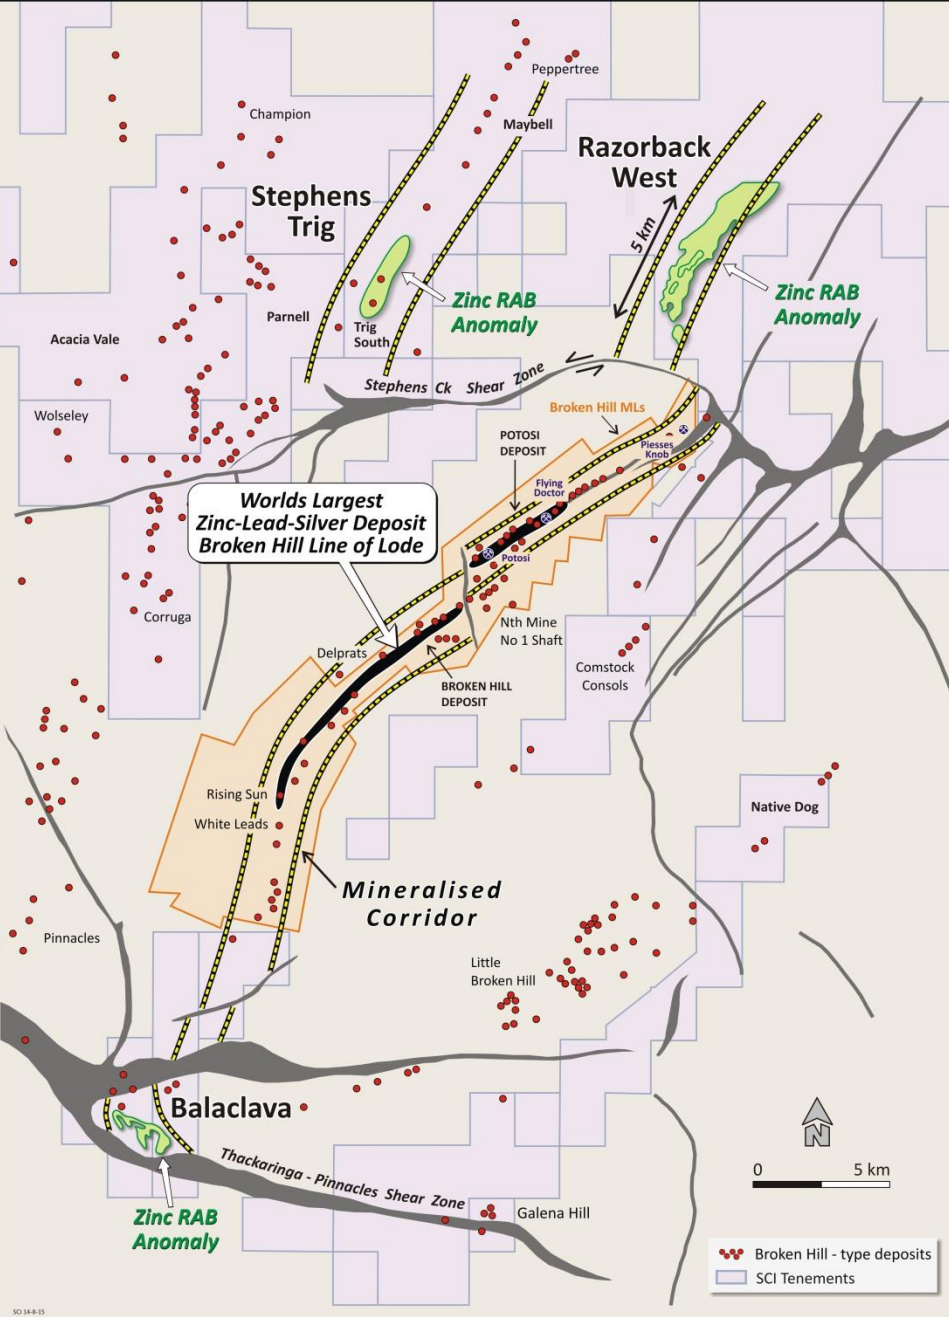 Peppertree
Champion
Maybell
Razorback
West
Stephens
Trig
5 km
Zinc RAB
Anomaly
Zinc RAB
Anomaly
Parnell
Trig
South
Acacia Vale
Stephens Ck Shear Zone
Wolseley
Broken Hill MLs
POTOSI
DEPOSIT
Piesses
Knob
Flying
Doctor
Worlds Largest
Zinc-Lead-Silver Deposit
Broken Hill Line of Lode
Potosi
Corruga
Nth Mine
No 1 Shaft
Delprats
Comstock
Consols
BROKEN HILL
DEPOSIT
Rising Sun
White Leads
Native Dog
Mineralised
Corridor
Pinnacles
Little
Broken Hill
Balaclava
N
Thackaringa - Pinnacles Shear Zone
0 5 km
Zinc RAB
Anomaly
Galena Hill
Broken Hill - type deposits
SCI Tenements
SCI 14-8-15